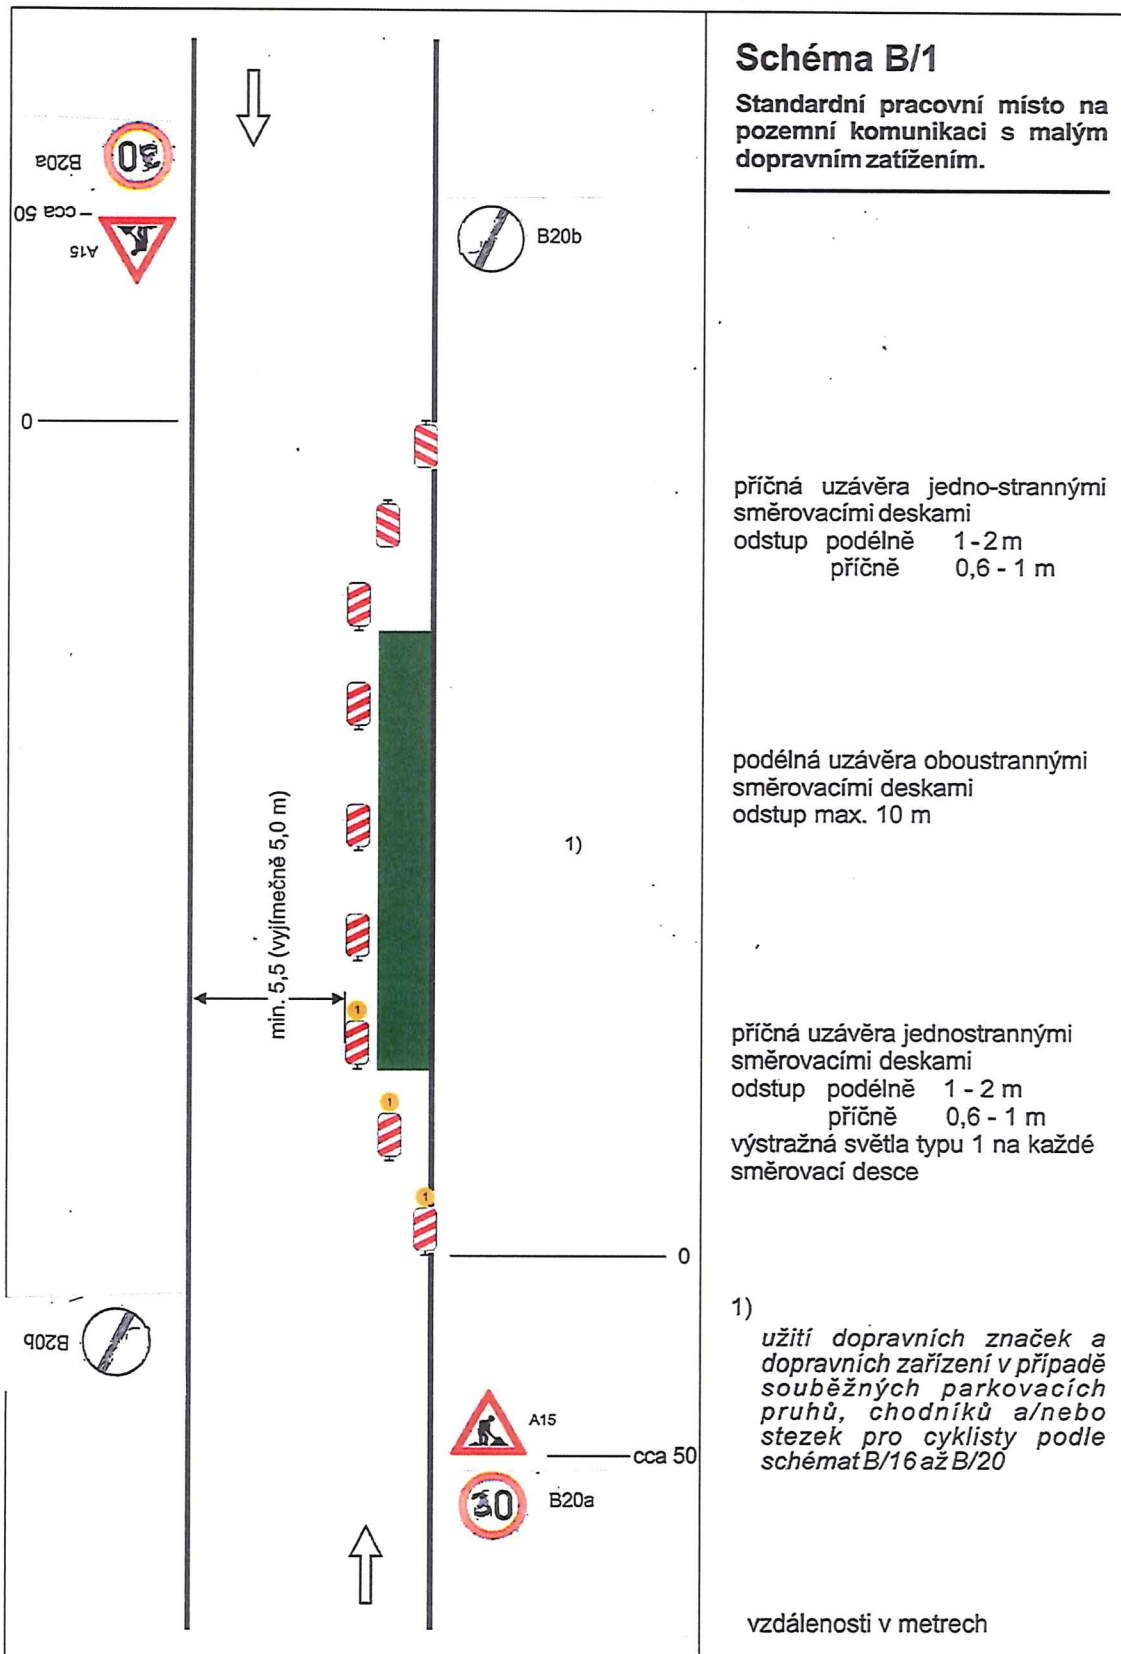 Schéma B/1
Standardní pracovní místo na
pozemní komunikaci s malým
dopravním zatížením.
B20a
30
cca 50
A15
B20b
0
příčná uzávěra jedno-strannými
směrovacími deskami
odstup podélně 1-2 m
příčně 0,6 - 1 m
podélná uzávěra oboustrannými
směrovacími deskami
odstup max. 10 m
1)
min. 5,5 (vyjímečně 5,0 m)
1
1
1
příčná uzávěra jednostrannými
směrovacími deskami
odstup podélně 1 - 2 m
příčně 0,6 - 1 m
výstražná světla typu 1 na každé
směrovací desce
0
B20b
1)
užití dopravních značek a
dopravních zařízení v případě
souběžných parkovacích
pruhů, chodníků a/nebo
stezek pro cyklisty podle
schémat B/16 až B/20
A15
cca 50
30
B20a
vzdálenosti v metrech